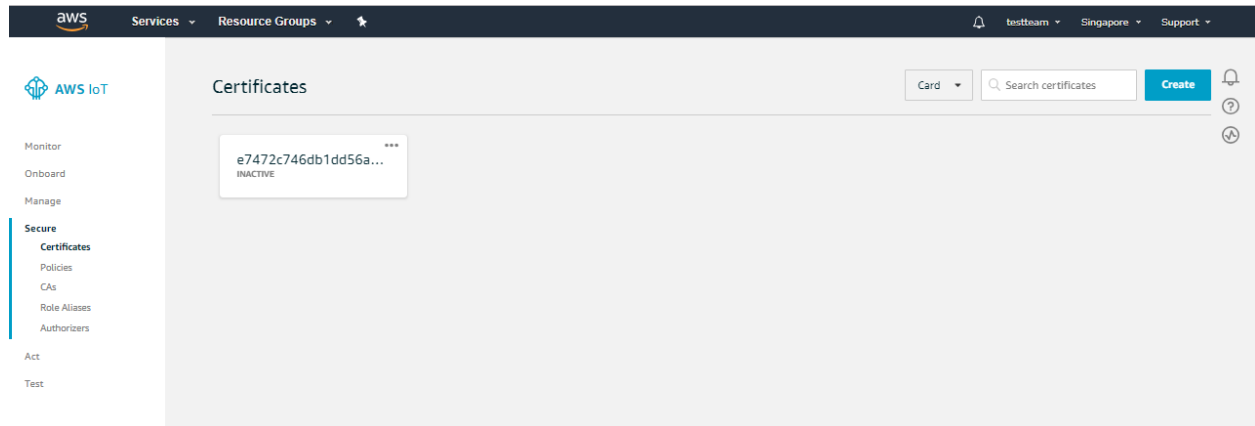 aws Services Resource Groups testteam Singapore Support
AWS IoT
Certificates
Card Search certificates Create
e7472c746db1dd56a...
INACTIVE
Monitor
Onboard
Manage
Secure
Certificates
Policies
CAs
Role Aliases
Authorizers
Act
Test